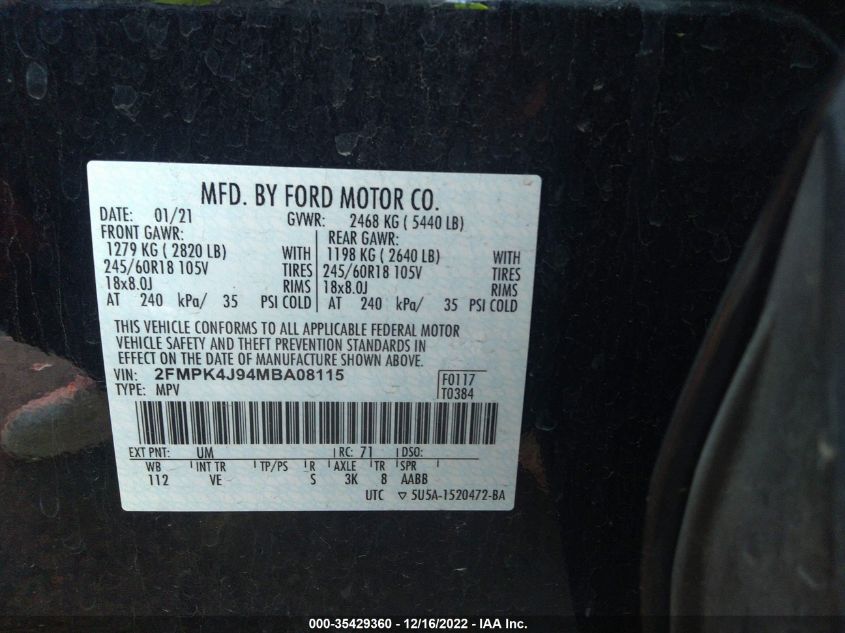 MFD. BY FORD MOTOR CO.
DATE: 01/21 GVWR: 2468 KG ( 5440 LB)
FRONT GAWR: REAR GAWR:
1279 KG ( 2820 LB) WITH 1198 KG ( 2640 LB) WITH
245/60R18 105V TIRES 245/60R18 105V TIRES
18x8.0J RIMS 18x8.0J RIMS
AT 240 kPa/ 35 PSI COLD AT 240 kPa/ 35 PSI COLD
THIS VEHICLE CONFORMS TO ALL APPLICABLE FEDERAL MOTOR
VEHICLE SAFETY AND THEFT PREVENTION STANDARDS IN
EFFECT ON THE DATE OF MANUFACTURE SHOWN ABOVE.
VIN: 2FMPK4J94MBA08115 F0117
TYPE: MPV T0384
EXT PNT: UM RC: 71 DSO:
WB INT TR TP/PS R AXLE TR SPR
112 VE S 3K 8 AABB
UTC ▽ 5U5A-1520472-BA
000-35429360 - 12/16/2022 - IAA Inc.